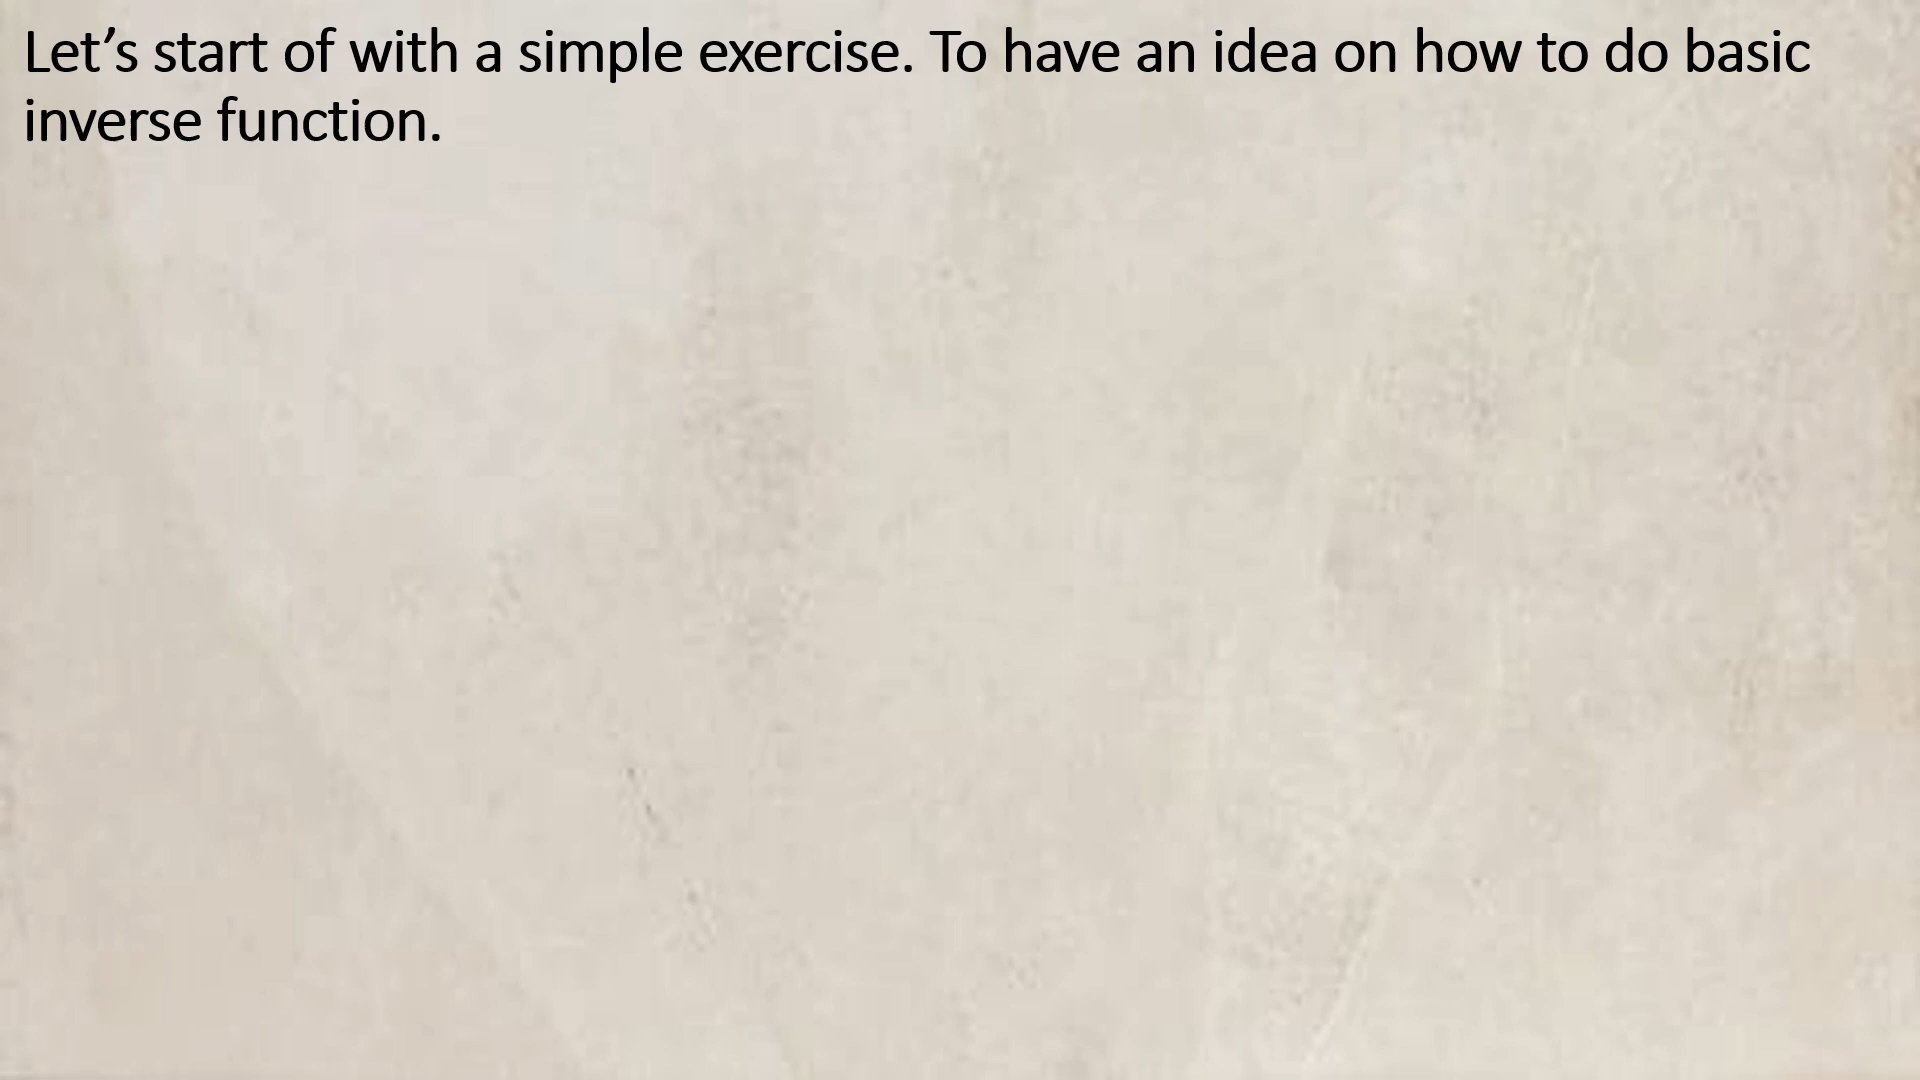 Let’s start of with a simple exercise. To have an idea on how to do basic
inverse function.